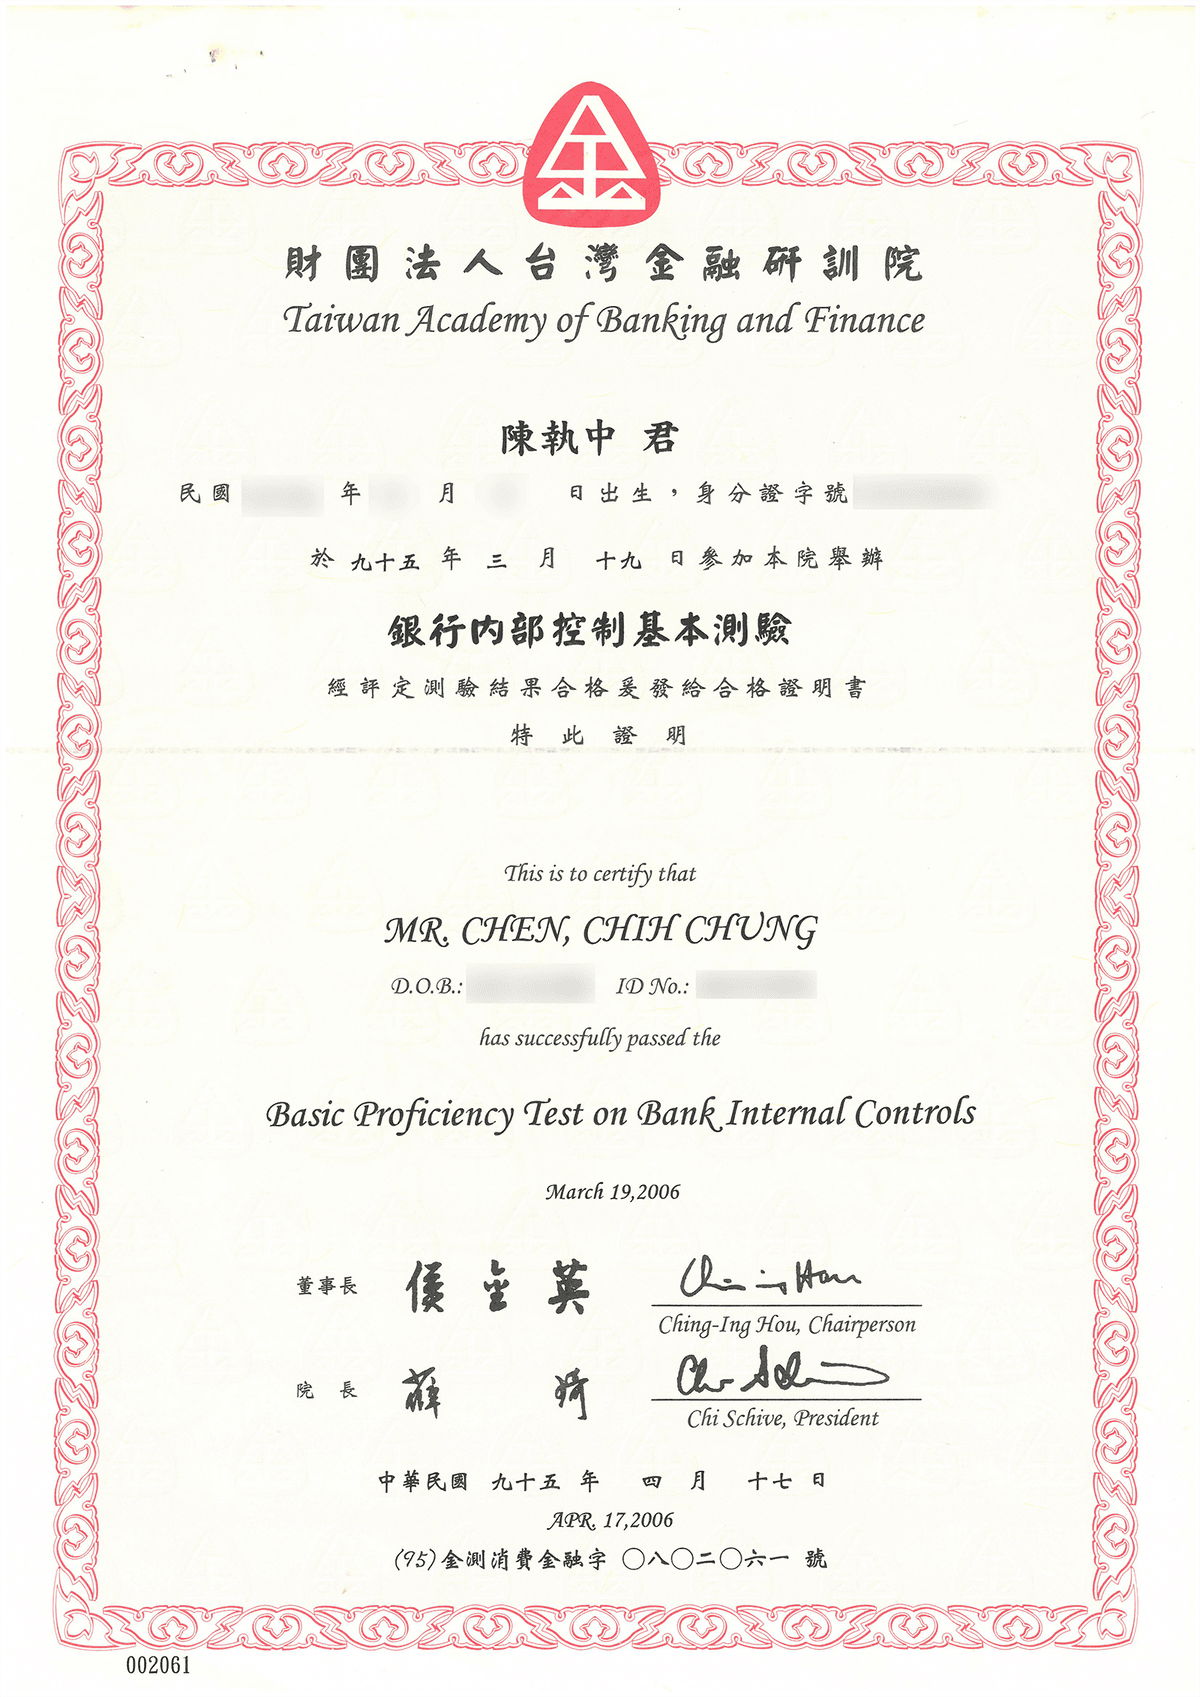 財團法人台灣金融研訓院
Taiwan Academy of Banking and Finance
陳執中 君
民國 年 月 日出生，身分證字號
於 九十五 年 三 月 十九 日參加本院舉辦
銀行內部控制基本測驗
經評定測驗結果合格爰發給合格證明書
特此證明
This is to certify that
MR. CHEN, CHIH CHUNG
D.O.B.: ID No.:
has successfully passed the
Basic Proficiency Test on Bank Internal Controls
March 19,2006
董事長 侯金英 Ching-Ing Hou
Ching-Ing Hou, Chairperson
院長 薛琦 Chi Schive
Chi Schive, President
中華民國 九十五 年 四 月 十七 日
APR. 17,2006
(95)金測消費金融字 〇八〇二〇六一 號
002061